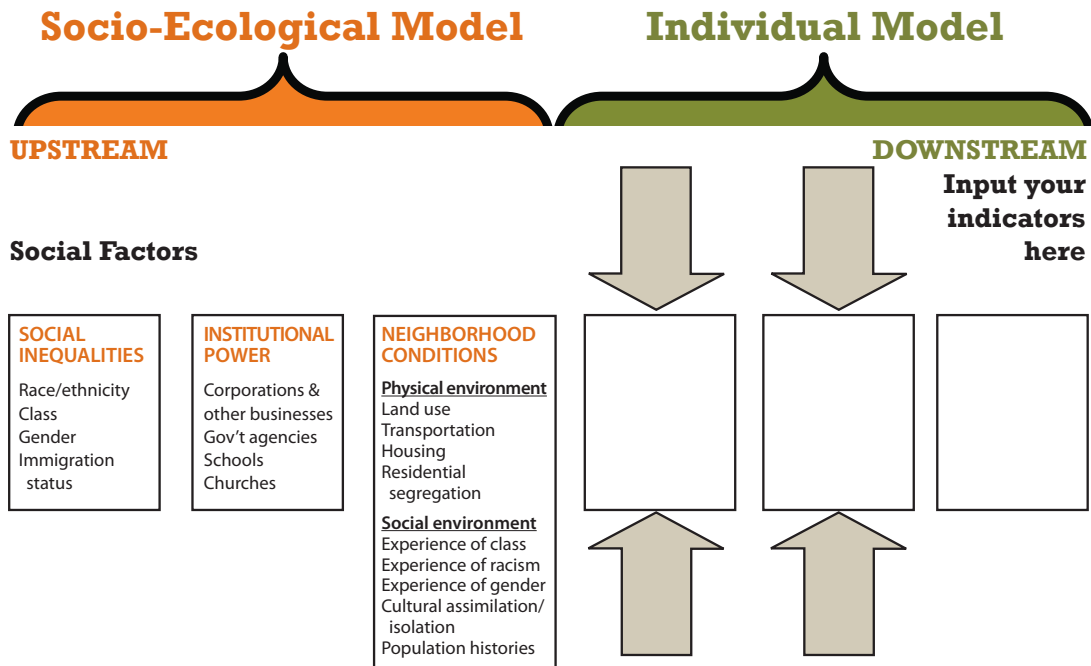 Socio-Ecological Model
Individual Model
UPSTREAM
DOWNSTREAM
Input your
indicators
here
Social Factors
SOCIAL
INEQUALITIES
Race/ethnicity
Class
Gender
Immigration
status
INSTITUTIONAL
POWER
Corporations &
other businesses
Gov't agencies
Schools
Churches
NEIGHBORHOOD
CONDITIONS
Physical environment
Land use
Transportation
Housing
Residential
segregation
Social environment
Experience of class
Experience of racism
Experience of gender
Cultural assimilation/
isolation
Population histories